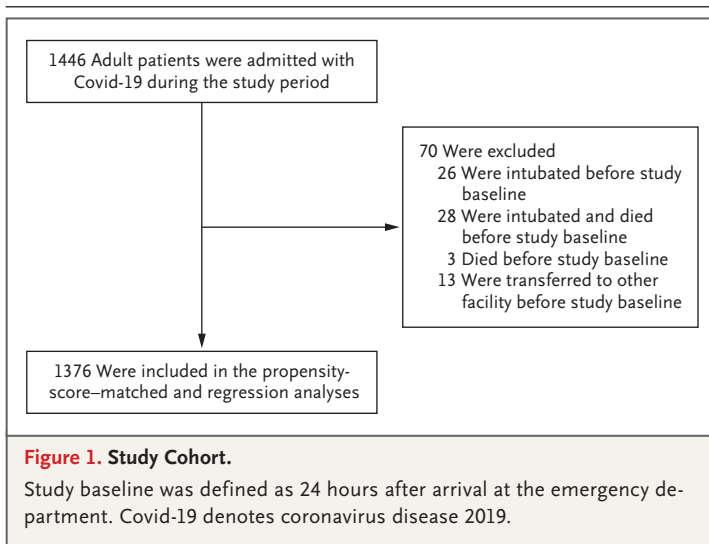 1446 Adult patients were admitted with
Covid-19 during the study period
70 Were excluded
26 Were intubated before study
baseline
28 Were intubated and died
before study baseline
3 Died before study baseline
13 Were transferred to other
facility before study baseline
1376 Were included in the propensity-
score–matched and regression analyses
Figure 1. Study Cohort.
Study baseline was defined as 24 hours after arrival at the emergency de-
partment. Covid-19 denotes coronavirus disease 2019.